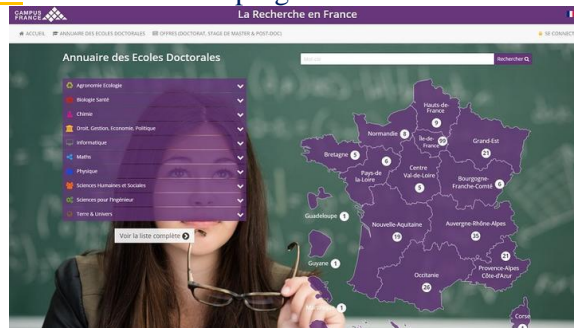 CAMPUS
FRANCE
La Recherche en France
ACCUEIL ANNUAIRE DES ECOLES DOCTORALES OFFRES (DOCTORAT, STAGE DE MASTER & POST-DOC)
SE CONNECT
Annuaire des Ecoles Doctorales
Rechercher
Agronomie Ecologie
Biologie Santé
Chimie
Droit, Gestion, Economie, Politique
Informatique
Maths
Physique
Sciences Humaines et Sociales
Sciences pour l'Ingénieur
Terre & Univers
Voir la liste complète
Hauts-de-
France
9
Normandie 8
Île-de-
France 99
Grand-Est
21
Bretagne 5
6
Pays-de
la-Loire
Centre
Val-de-Loire
5
Bourgogne-
Franche-Comté 6
Guadeloupe 1
Nouvelle-Aquitaine
19
Auvergne-Rhône-Alpes
35
Guyane 1
21
Provence-Alpes
Côte-d'Azur
Occitanie
26
1
Corse